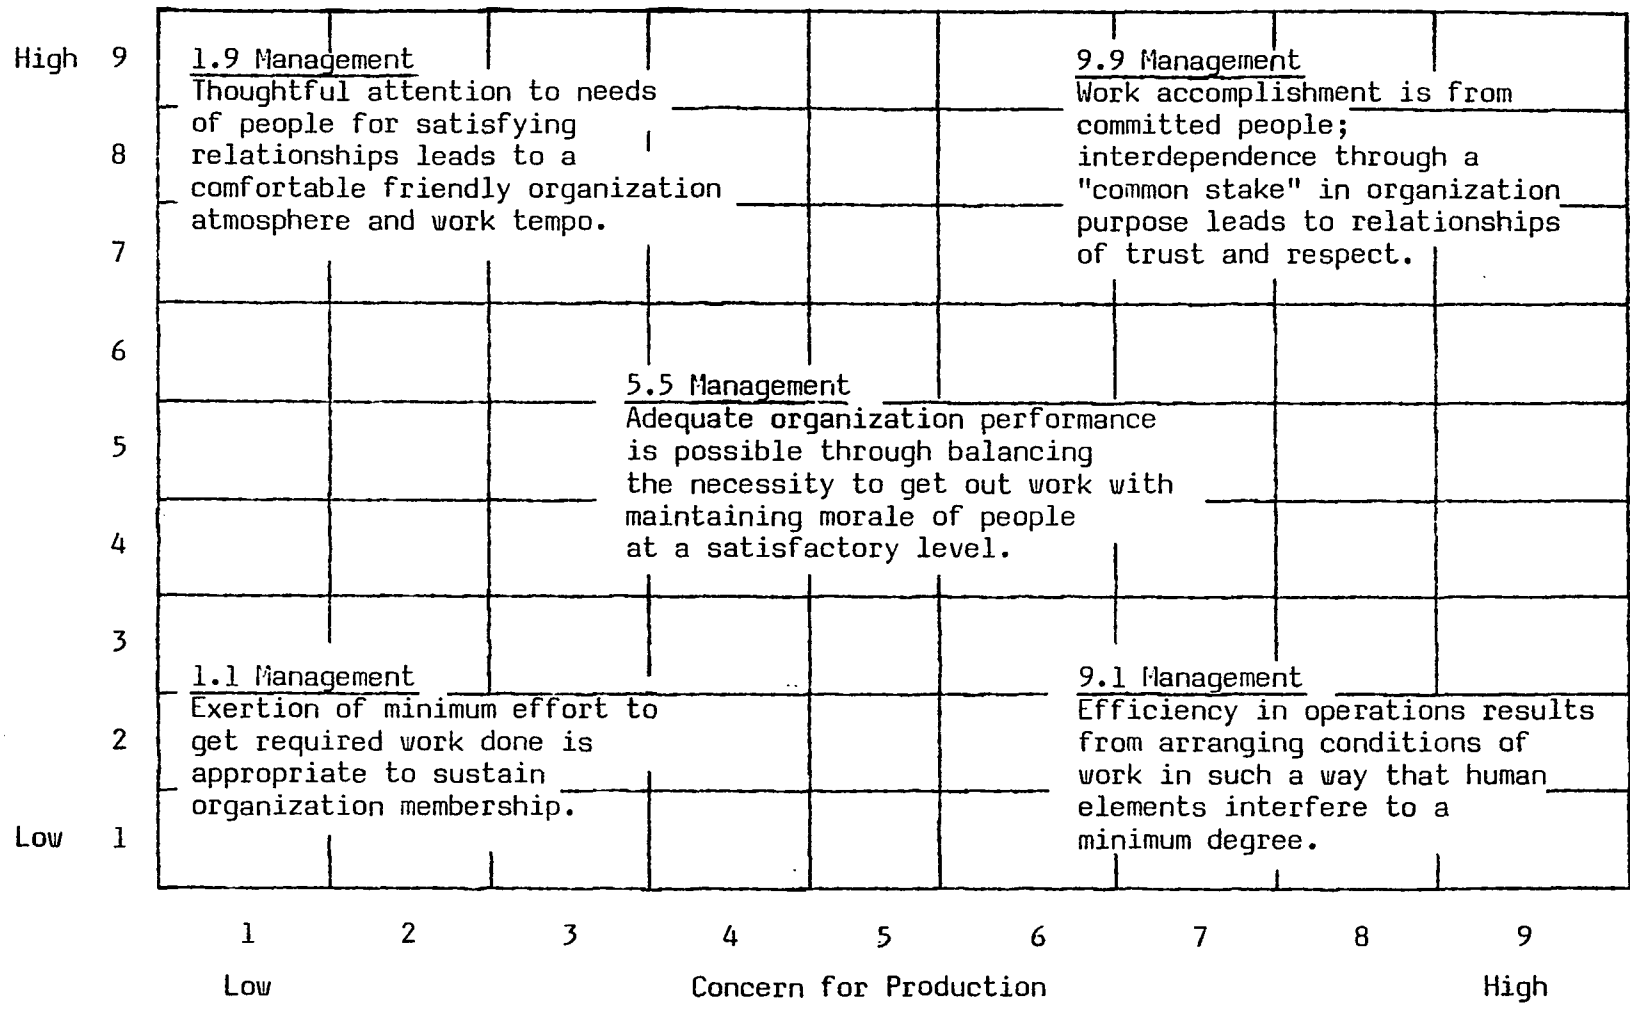 High 9
1.9 Management
Thoughtful attention to needs
of people for satisfying
relationships leads to a
comfortable friendly organization
atmosphere and work tempo.
9.9 Management
Work accomplishment is from
committed people;
interdependence through a
"common stake" in organization
purpose leads to relationships
of trust and respect.
8
7
6
5.5 Management
Adequate organization performance
is possible through balancing
the necessity to get out work with
maintaining morale of people
at a satisfactory level.
5
4
3
1.1 Management
Exertion of minimum effort to
get required work done is
appropriate to sustain
organization membership.
9.1 Management
Efficiency in operations results
from arranging conditions of
work in such a way that human
elements interfere to a
minimum degree.
2
Low 1
1 2 3 4 5 6 7 8 9
Low Concern for Production High